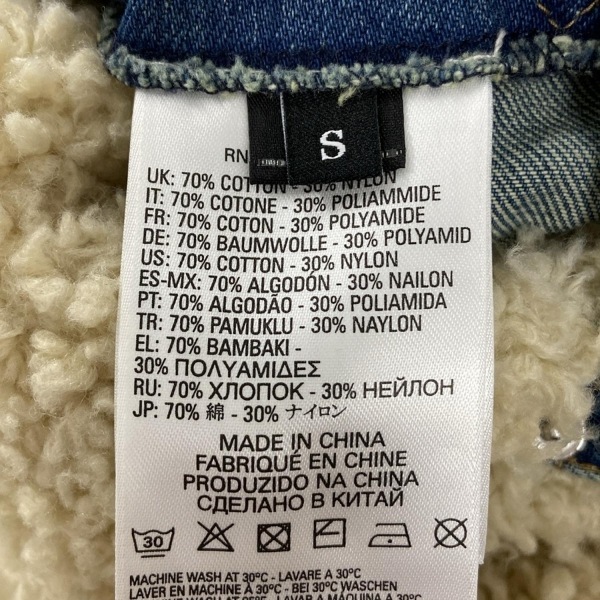 S
RN
UK: 70% COTTON - 30% NYLON
IT: 70% COTONE - 30% POLIAMMIDE
FR: 70% COTON - 30% POLYAMIDE
DE: 70% BAUMWOLLE - 30% POLYAMID
US: 70% COTTON - 30% NYLON
ES-MX: 70% ALGODÓN - 30% NAILON
PT: 70% ALGODÃO - 30% POLIAMIDA
TR: 70% PAMUKLU - 30% NAYLON
EL: 70% BAMBAKI -
30% ΠΟΛΥΑΜΙΔΕΣ
RU: 70% ХЛОПОК - 30% НЕЙЛОН
JP: 70% 綿 - 30% ナイロン
MADE IN CHINA
FABRIQUÉ EN CHINE
PRODUZIDO NA CHINA
СДЕЛАНО В КИТАЙ
30
MACHINE WASH AT 30ºC - LAVARE A 30ºC
LAVER EN MACHINE À 30ºC - BEI 30ºC WASCHEN